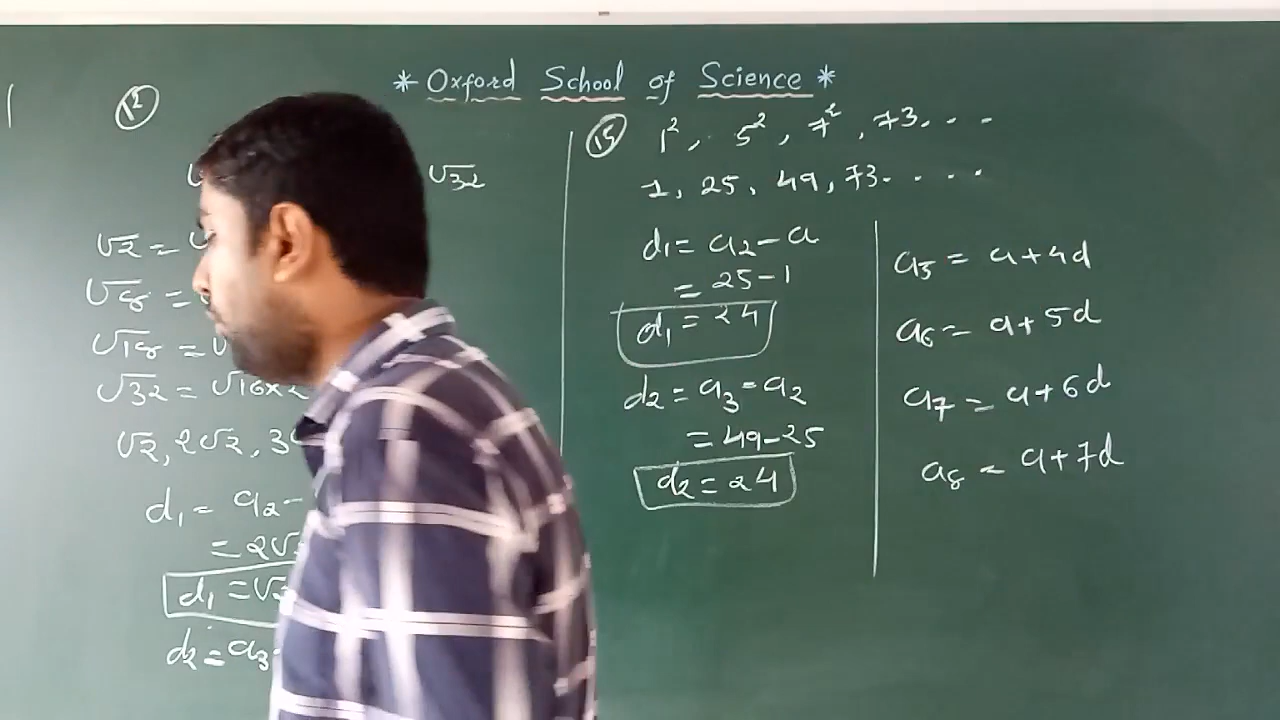 * Oxford School of Science *
(12)
√32
√2 =
√8 =
√18 = √
√32 = √16×2
√2, 2√2, 3
d₁ = a₂ -
= 2√2
d₁ = √2
d₂ = a₃ -
(15) 1², 5², 7², 73. . . .
1, 25, 49, 73. . . . .
d₁ = a₂ - a
= 25 - 1
d₁ = 24
d₂ = a₃ - a₂
= 49 - 25
d₂ = 24
a₅ = a + 4d
a₆ = a + 5d
a₇ = a + 6d
a₈ = a + 7d